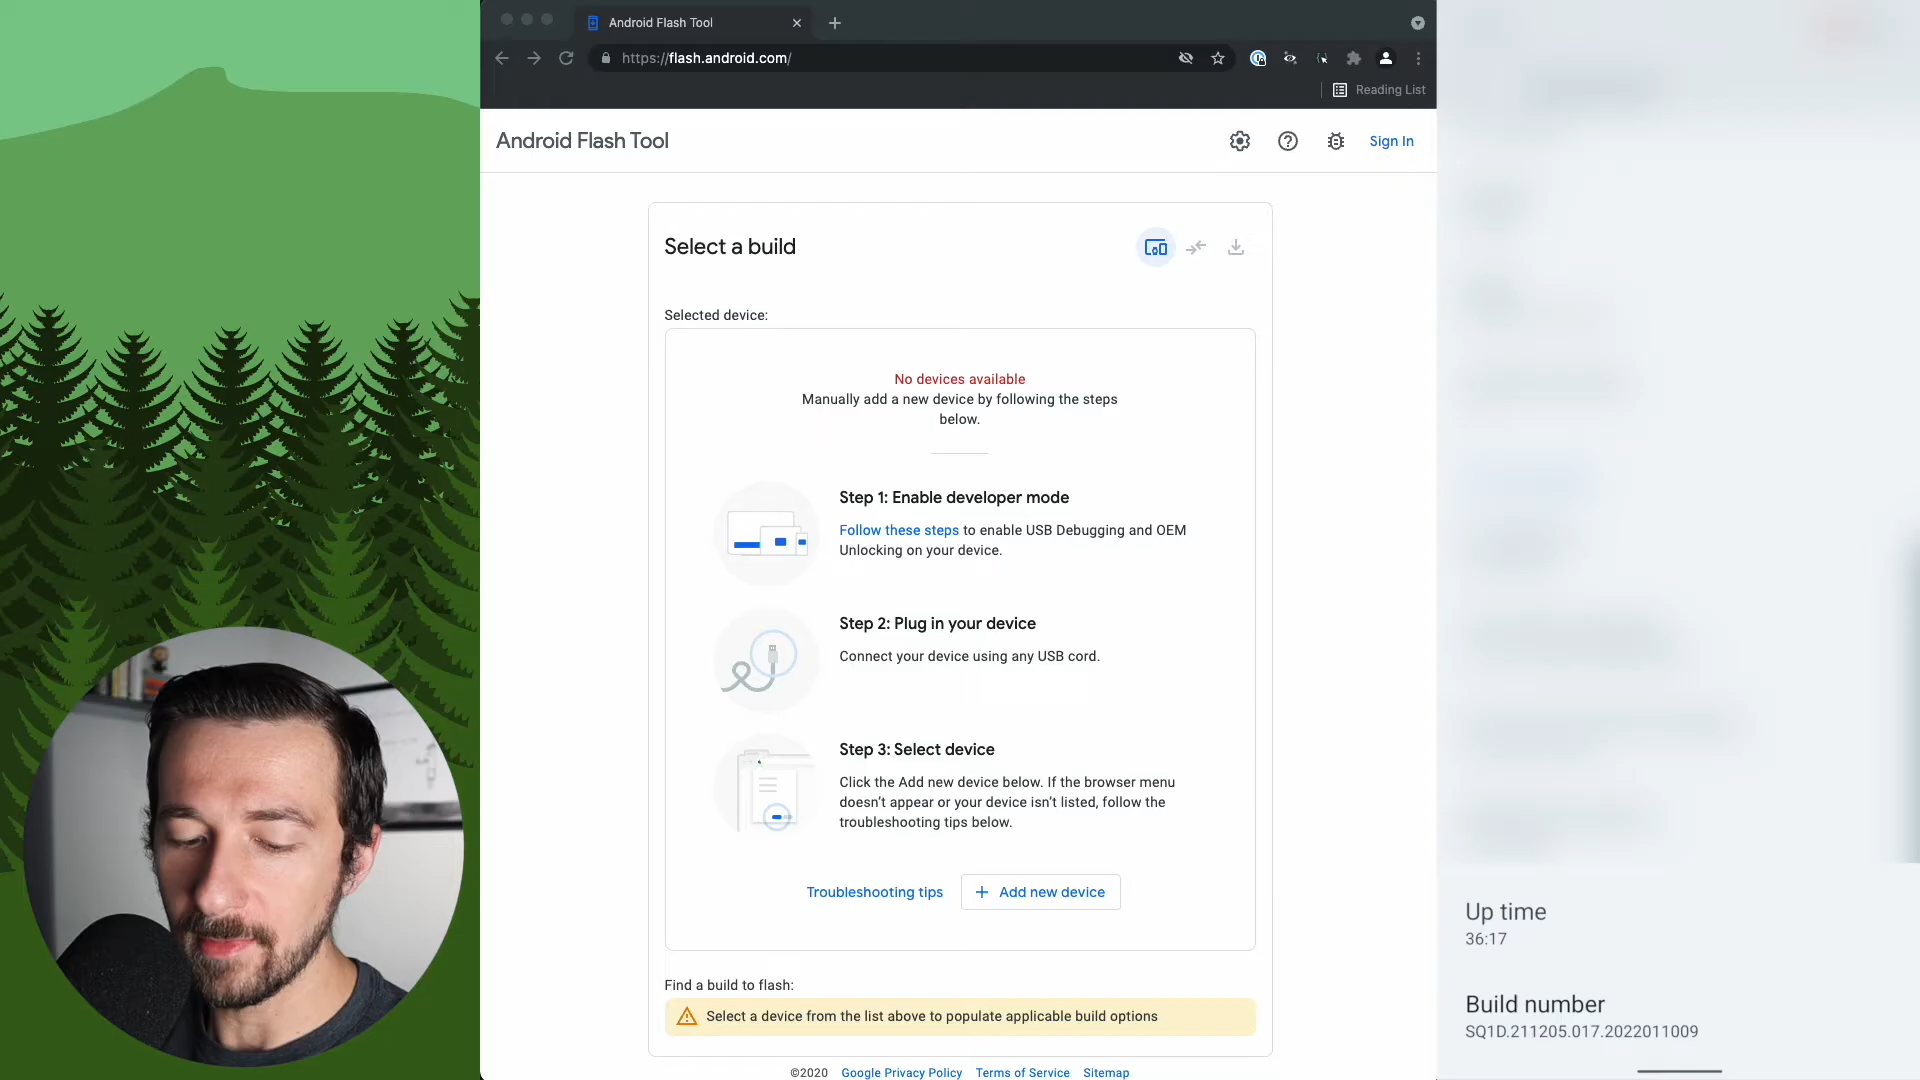 Android Flash Tool
https://flash.android.com/
Reading List
Android Flash Tool
Sign In
Select a build
Selected device:
No devices available
Manually add a new device by following the steps
below.
Step 1: Enable developer mode
Follow these steps to enable USB Debugging and OEM
Unlocking on your device.
Step 2: Plug in your device
Connect your device using any USB cord.
Step 3: Select device
Click the Add new device below. If the browser menu
doesn't appear or your device isn't listed, follow the
troubleshooting tips below.
Troubleshooting tips
Add new device
Find a build to flash:
Select a device from the list above to populate applicable build options
©2020 Google Privacy Policy Terms of Service Sitemap
Up time
36:17
Build number
SQ1D.211205.017.2022011009